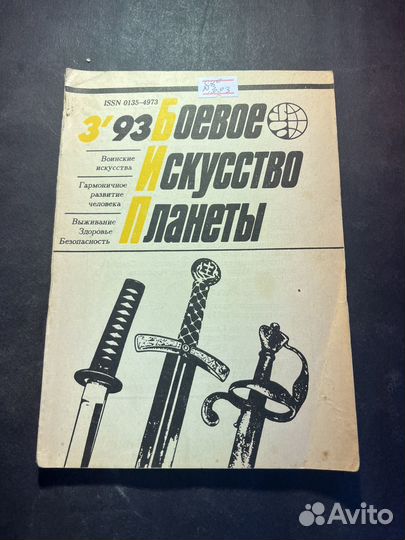 ISSN 0135-4973
3'93
Боевое
Искусство
Планеты
Воинские
искусства
Гармоничное
развитие
человека
Выживание
Здоровье
Безопасность
Avito